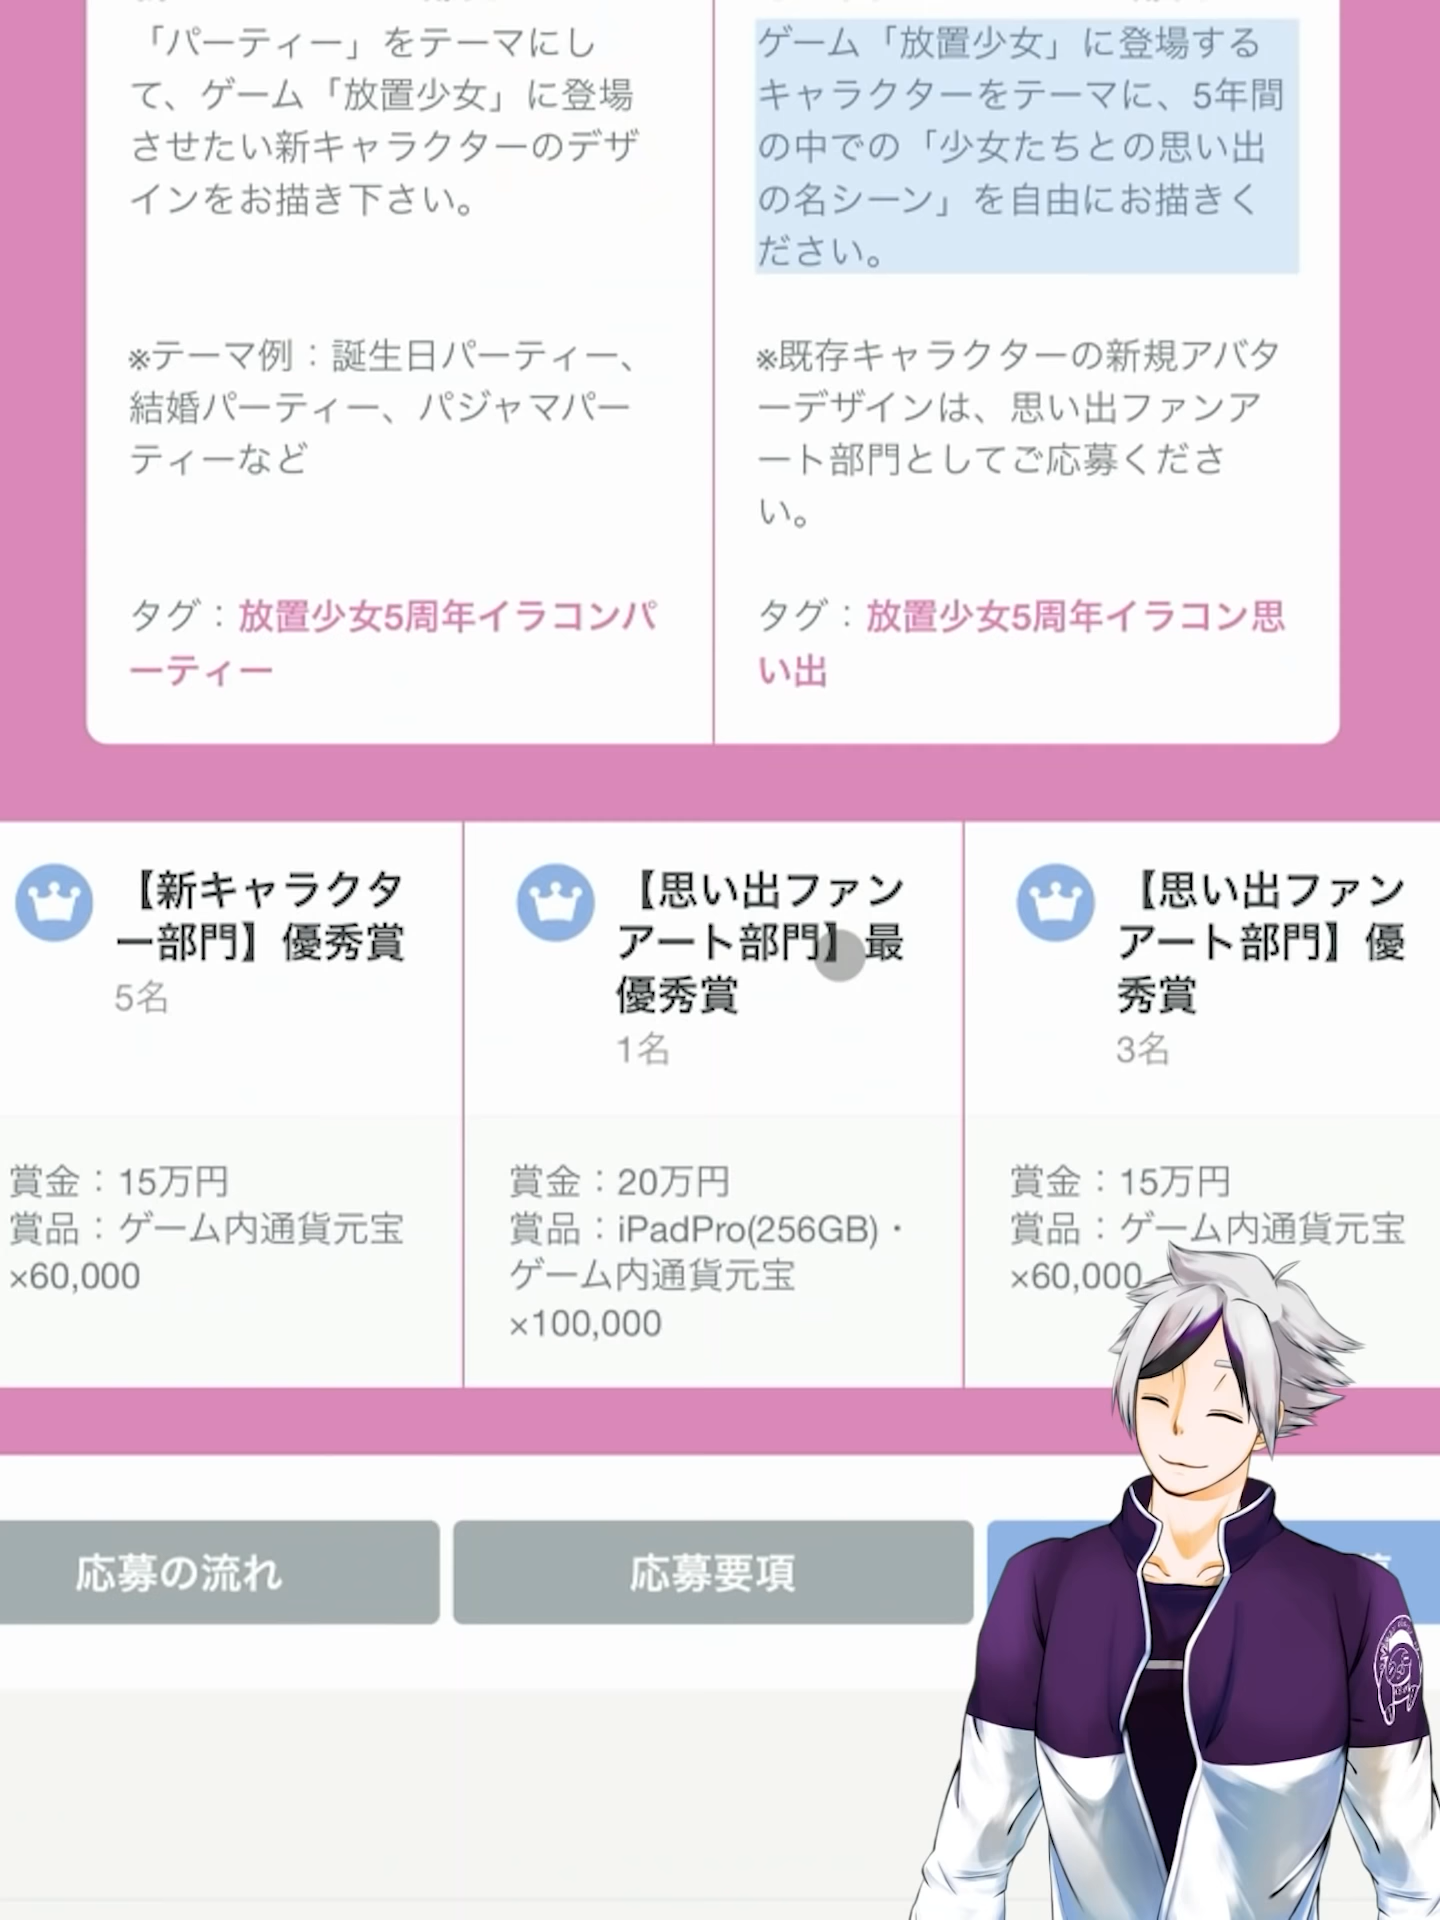 「パーティー」をテーマにし
て、ゲーム「放置少女」に登場
させたい新キャラクターのデザ
インをお描き下さい。
※テーマ例：誕生日パーティー、
結婚パーティー、パジャマパー
ティーなど
タグ：放置少女5周年イラコンパ
ーティー
ゲーム「放置少女」に登場する
キャラクターをテーマに、5年間
の中での「少女たちとの思い出
の名シーン」を自由にお描きく
ださい。
※既存キャラクターの新規アバタ
ーデザインは、思い出ファンア
ート部門としてご応募くださ
い。
タグ：放置少女5周年イラコン思
い出
【新キャラクタ
ー部門】優秀賞
5名
賞金：15万円
賞品：ゲーム内通貨元宝
×60,000
【思い出ファン
アート部門】最
優秀賞
1名
賞金：20万円
賞品：iPadPro(256GB)・
ゲーム内通貨元宝
×100,000
【思い出ファン
アート部門】優
秀賞
3名
賞金：15万円
賞品：ゲーム内通貨元宝
×60,000
応募の流れ
応募要項